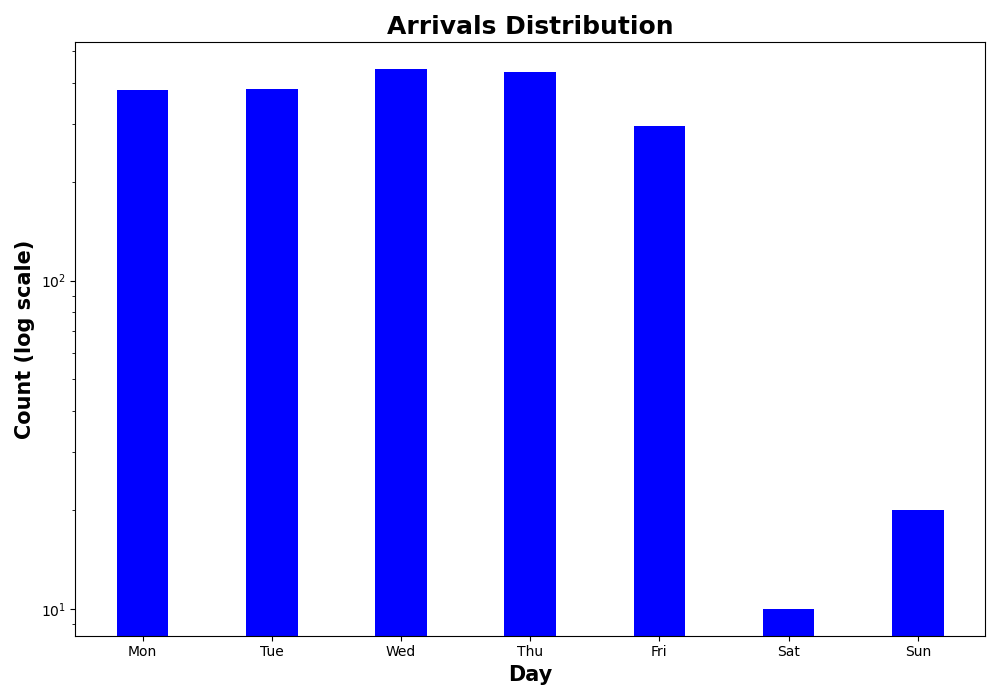 Arrivals Distribution
Count (log scale)
10²
10¹
Mon Tue Wed Thu Fri Sat Sun
Day